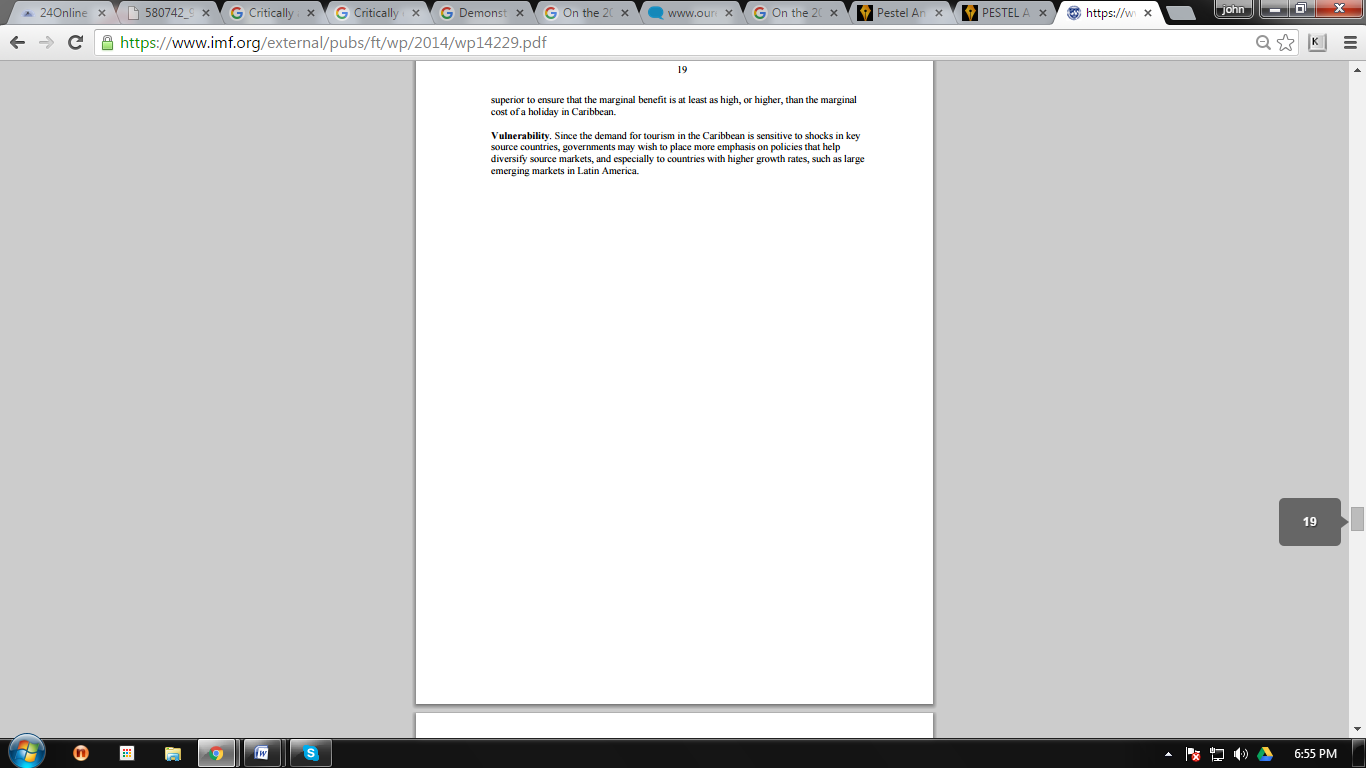 24Online
580742_S
Critically
Critically
Demonst
On the 20
www.oure
On the 20
Pestel An
PESTEL A
https://w
john
https://www.imf.org/external/pubs/ft/wp/2014/wp14229.pdf
K
19
superior to ensure that the marginal benefit is at least as high, or higher, than the marginal
cost of a holiday in Caribbean.
Vulnerability. Since the demand for tourism in the Caribbean is sensitive to shocks in key
source countries, governments may wish to place more emphasis on policies that help
diversify source markets, and especially to countries with higher growth rates, such as large
emerging markets in Latin America.
19
6:55 PM